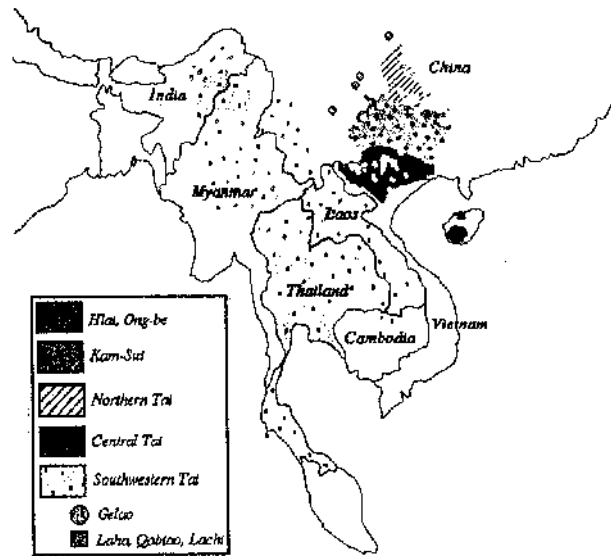 China
India
Myanmar
Laos
Thailand
Cambodia
Vietnam
Hlai, Ong-be
Kam-Sui
Northern Tai
Central Tai
Southwestern Tai
Gelao
Laha, Qabiao, Lachi